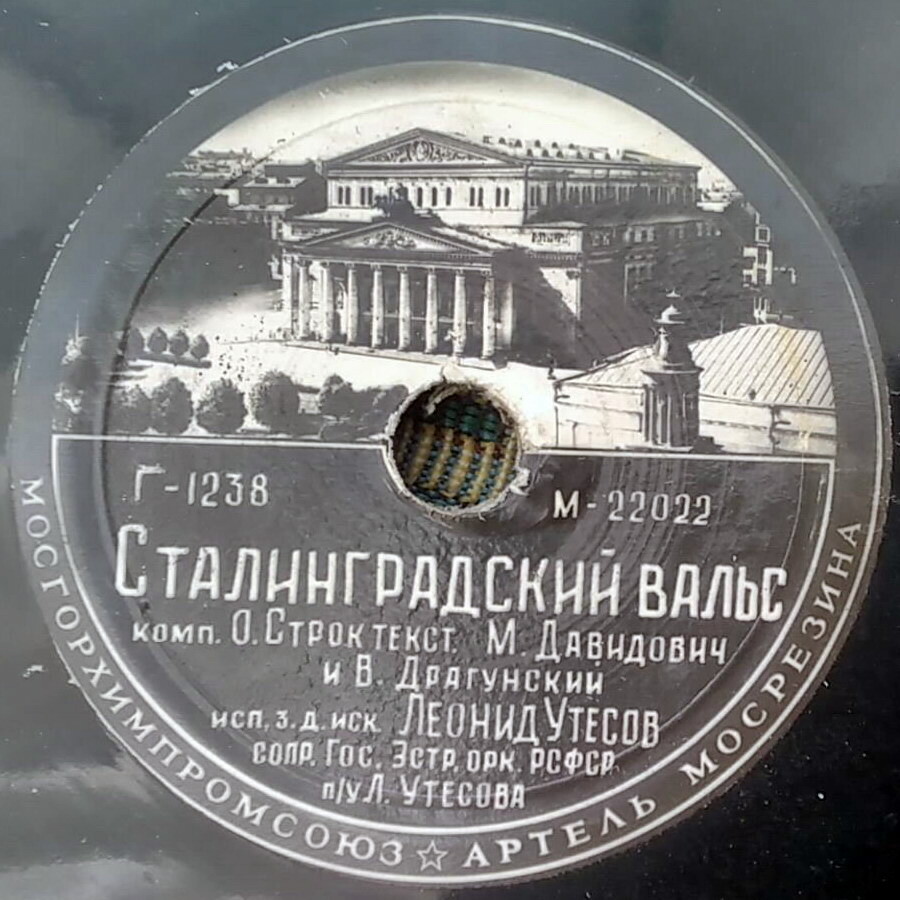 Г-1238
М-22022
СТАЛИНГРАДСКИЙ ВАЛЬС
КОМП. О. СТРОК ТЕКСТ. М. ДАВИДОВИЧ
И В. ДРАГУНСКИЙ
ИСП. З. Д. ИСК. ЛЕОНИД УТЕСОВ
СОПР. ГОС. ЭСТР. ОРК. РСФСР
П/У Л. УТЕСОВА
МОСГОРХИМПРОМСОЮЗ ☆ АРТЕЛЬ МОСРЕЗИНА